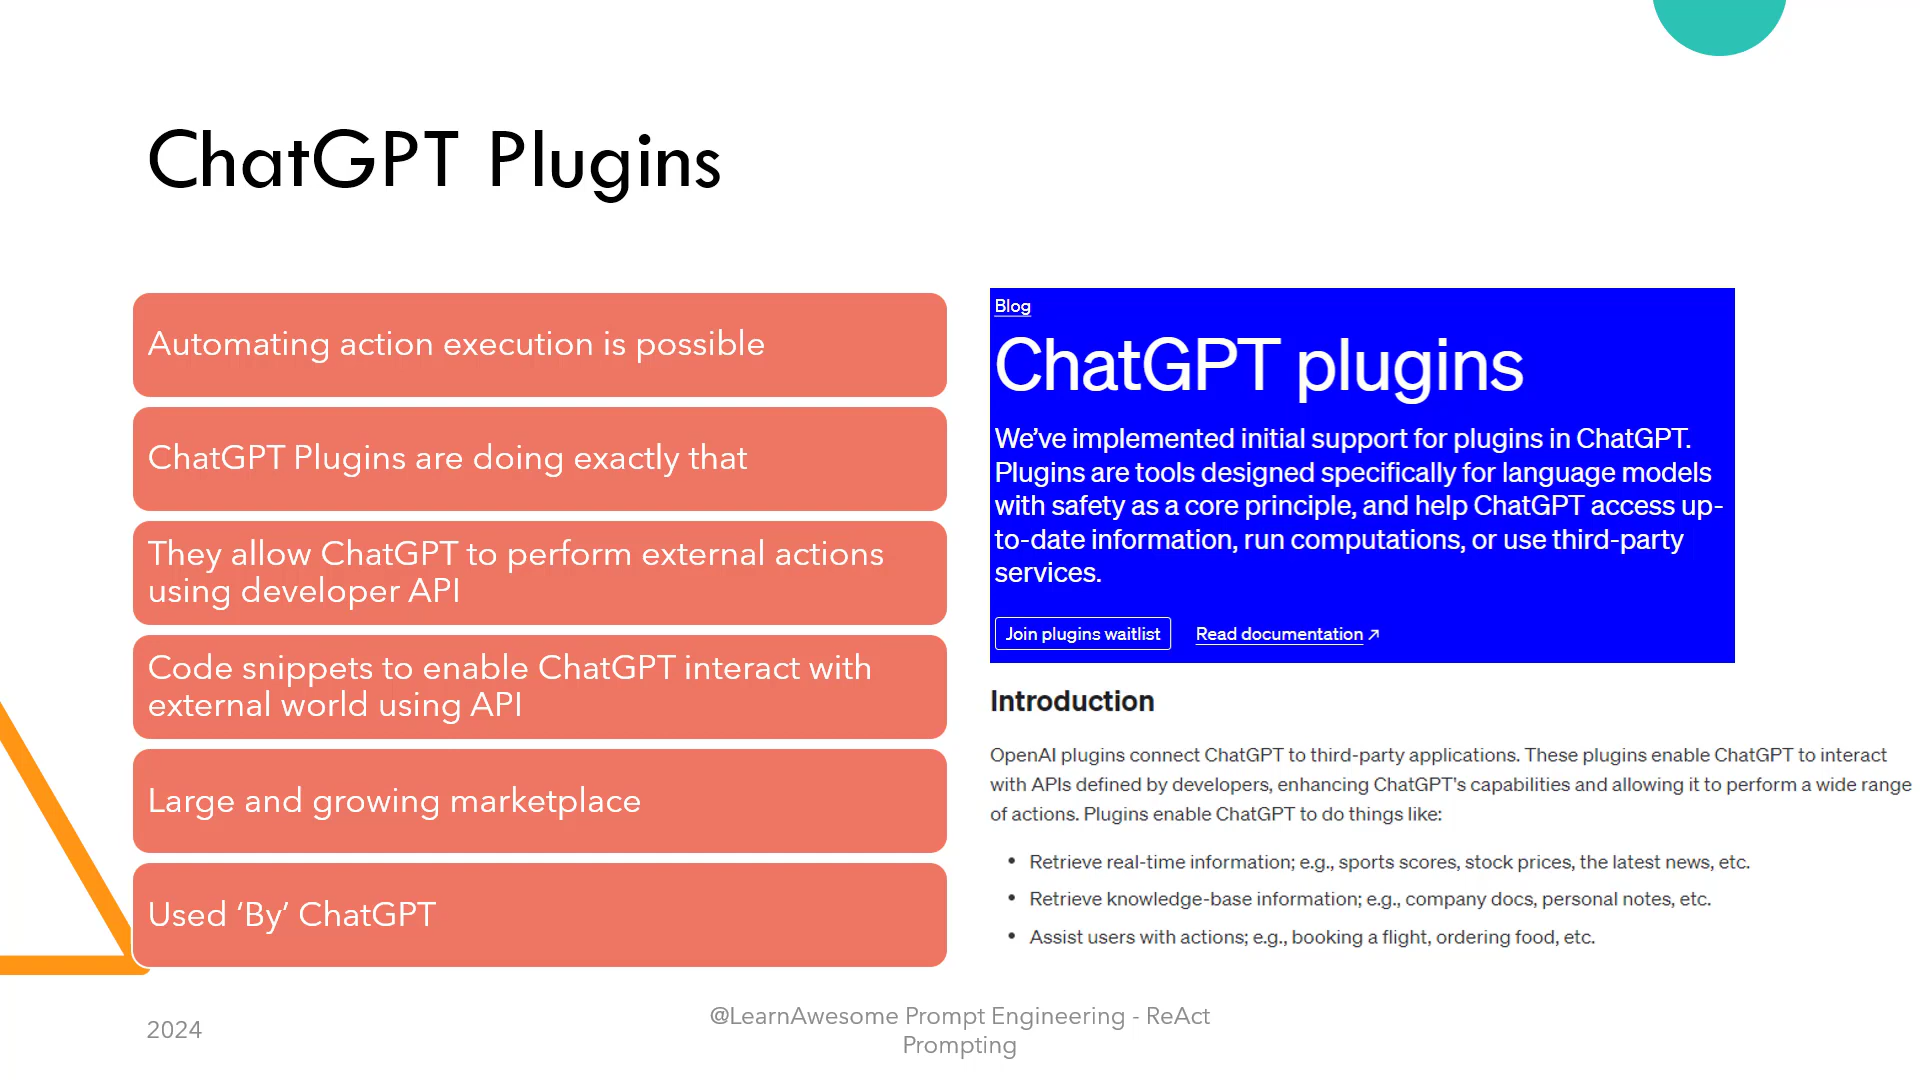 ChatGPT Plugins
Automating action execution is possible
ChatGPT Plugins are doing exactly that
They allow ChatGPT to perform external actions
using developer API
Code snippets to enable ChatGPT interact with
external world using API
Large and growing marketplace
Used ‘By’ ChatGPT
Blog
ChatGPT plugins
We’ve implemented initial support for plugins in ChatGPT.
Plugins are tools designed specifically for language models
with safety as a core principle, and help ChatGPT access up-
to-date information, run computations, or use third-party
services.
Join plugins waitlist
Read documentation ↗
Introduction
OpenAI plugins connect ChatGPT to third-party applications. These plugins enable ChatGPT to interact
with APIs defined by developers, enhancing ChatGPT's capabilities and allowing it to perform a wide range
of actions. Plugins enable ChatGPT to do things like:
• Retrieve real-time information; e.g., sports scores, stock prices, the latest news, etc.
• Retrieve knowledge-base information; e.g., company docs, personal notes, etc.
• Assist users with actions; e.g., booking a flight, ordering food, etc.
2024
@LearnAwesome Prompt Engineering - ReAct
Prompting